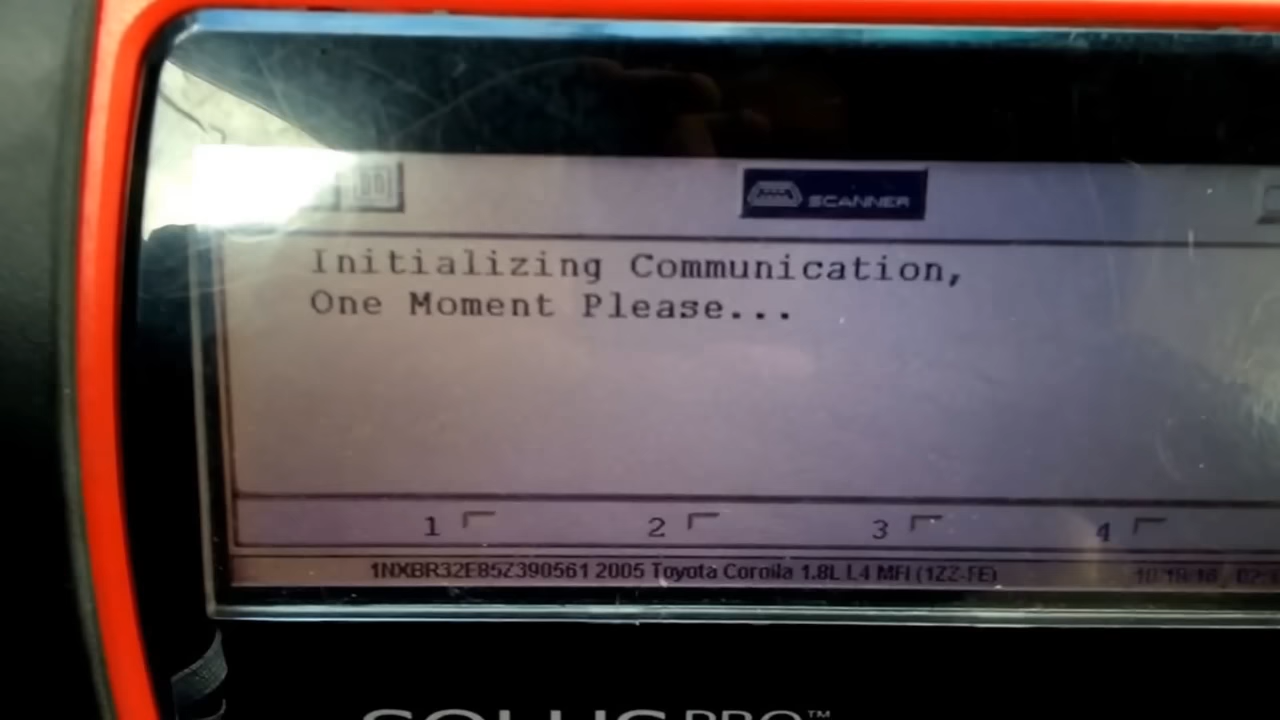 SCANNER
Initializing Communication,
One Moment Please...
1 2 3 4
1NXBR32E85Z390561 2005 Toyota Corolla 1.8L L4 MFI (1ZZ-FE)
SOLUS PRO™